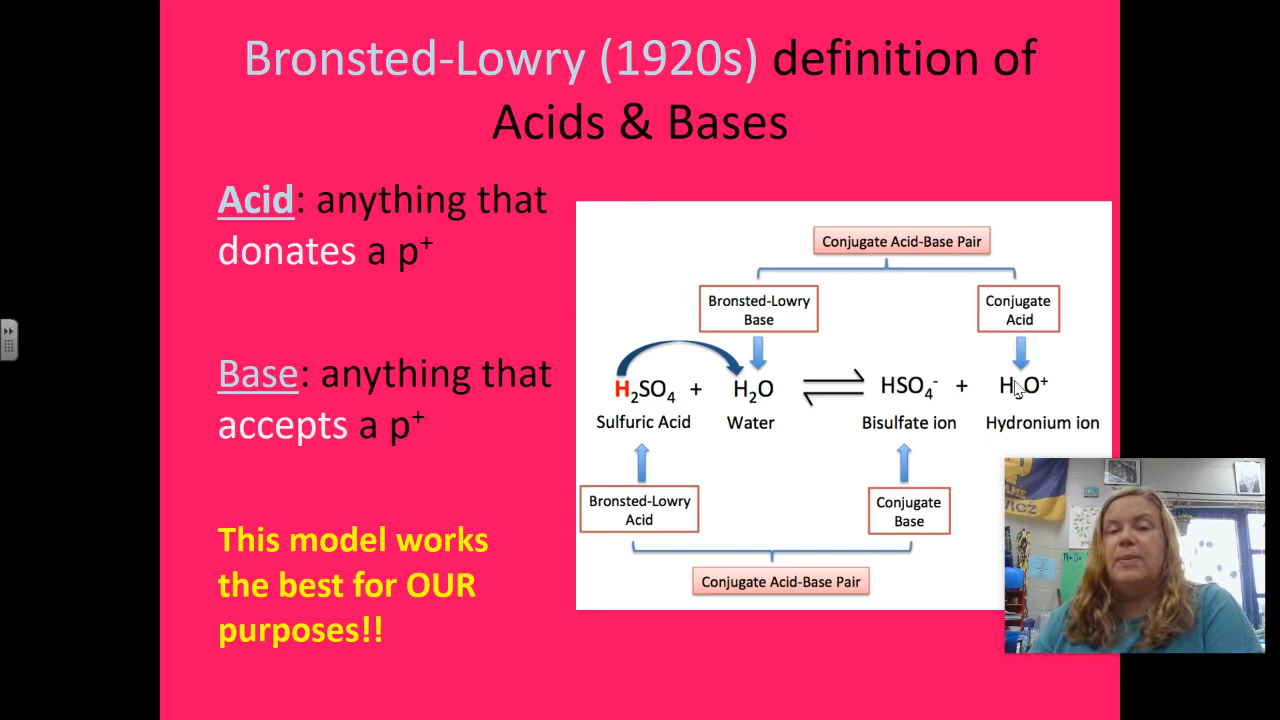 Bronsted-Lowry (1920s) definition of
Acids & Bases
Acid: anything that
donates a p⁺
Base: anything that
accepts a p⁺
This model works
the best for OUR
purposes!!
Conjugate Acid-Base Pair
Bronsted-Lowry
Base
Conjugate
Acid
H₂SO₄ + H₂O ⇌ HSO₄⁻ + H₃O⁺
Sulfuric Acid Water Bisulfate ion Hydronium ion
Bronsted-Lowry
Acid
Conjugate
Base
Conjugate Acid-Base Pair